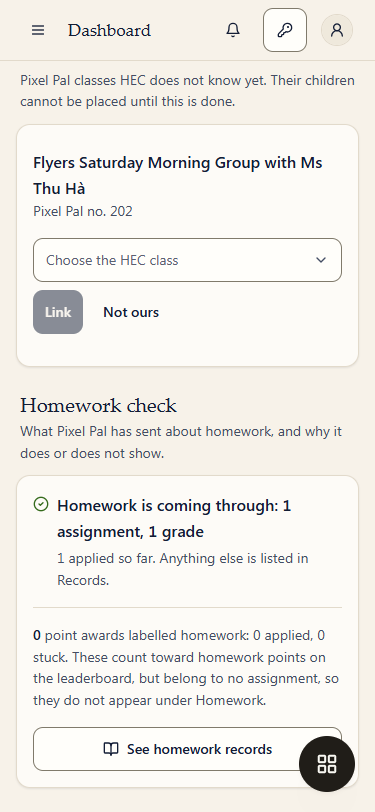 Dashboard
Pixel Pal classes HEC does not know yet. Their children
cannot be placed until this is done.
Flyers Saturday Morning Group with Ms
Thu Hà
Pixel Pal no. 202
Choose the HEC class
Link
Not ours
Homework check
What Pixel Pal has sent about homework, and why it
does or does not show.
Homework is coming through: 1
assignment, 1 grade
1 applied so far. Anything else is listed in
Records.
0 point awards labelled homework: 0 applied, 0
stuck. These count toward homework points on
the leaderboard, but belong to no assignment, so
they do not appear under Homework.
See homework records